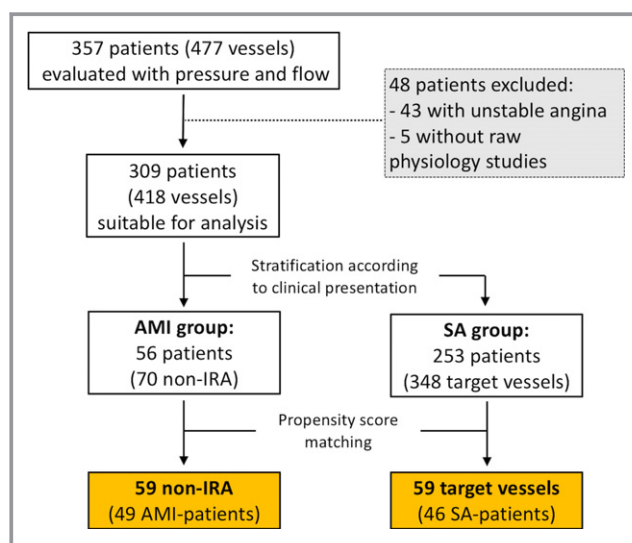 357 patients (477 vessels)
evaluated with pressure and flow
48 patients excluded:
- 43 with unstable angina
- 5 without raw
physiology studies
309 patients
(418 vessels)
suitable for analysis
Stratification according
to clinical presentation
AMI group:
56 patients
(70 non-IRA)
SA group:
253 patients
(348 target vessels)
Propensity score
matching
59 non-IRA
(49 AMI-patients)
59 target vessels
(46 SA-patients)